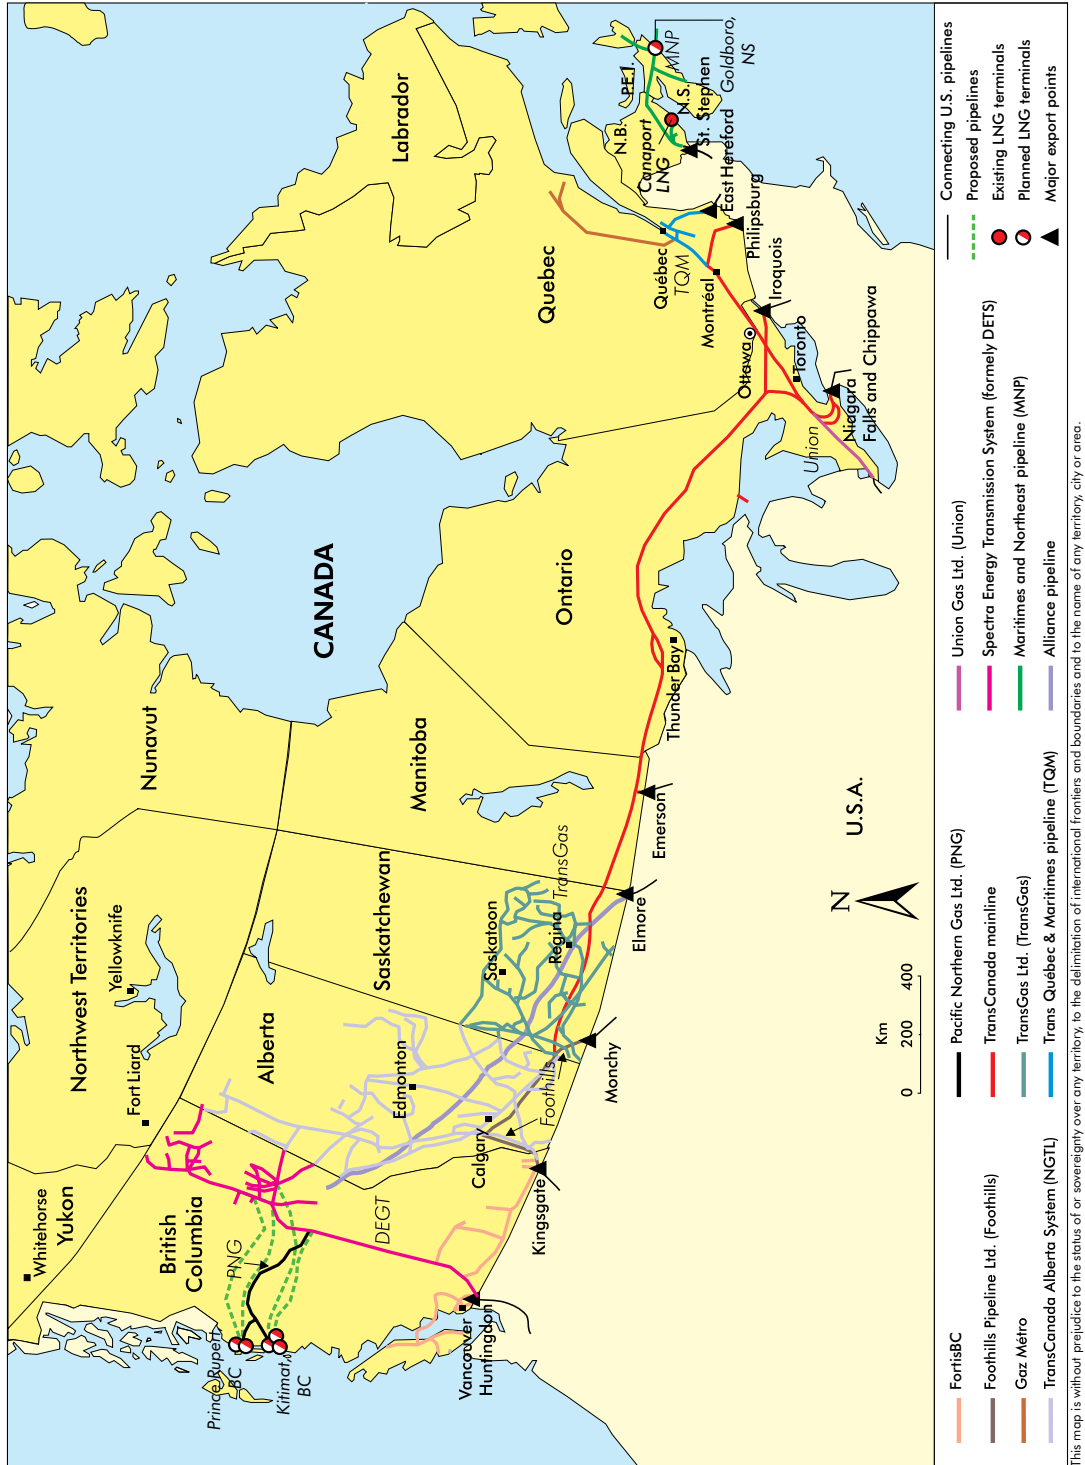 Whitehorse
Yukon
Northwest Territories
Yellowknife
Fort Liard
Nunavut
CANADA
British
Columbia
Alberta
Saskatchewan
Manitoba
Ontario
Quebec
Labrador
PNG
DEGT
Prince Rupert,
BC
Kitimat,
BC
Vancouver
Huntingdon
Kingsgate
Calgary
Edmonton
Foothills
Monchy
Saskatoon
Regina
TransGas
Elmore
Emerson
Thunder Bay
Union
Niagara
Falls and Chippawa
Toronto
Ottawa
Iroquois
Montréal
Québec
TQM
Philipsburg
East Hereford
St. Stephen
Canaport
LNG
N.B.
P.E.I.
N.S.
MNP
Goldboro,
NS
U.S.A.
N
Km
0 200 400
FortisBC
Foothills Pipeline Ltd. (Foothills)
Gaz Métro
TransCanada Alberta System (NGTL)
Pacific Northern Gas Ltd. (PNG)
TransCanada mainline
TransGas Ltd. (TransGas)
Trans Québec & Maritimes pipeline (TQM)
Union Gas Ltd. (Union)
Spectra Energy Transmission System (formely DETS)
Maritimes and Northeast pipeline (MNP)
Alliance pipeline
Connecting U.S. pipelines
Proposed pipelines
Existing LNG terminals
Planned LNG terminals
Major export points
This map is without prejudice to the status of or sovereignty over any territory, to the delimitation of international frontiers and boundaries and to the name of any territory, city or area.